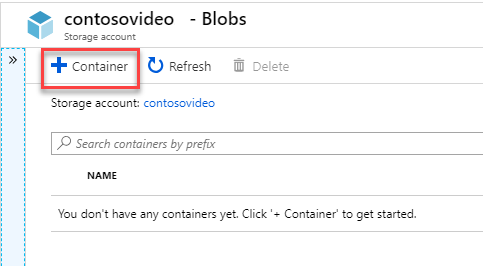 contosovideo - Blobs
Storage account
» + Container Refresh Delete
Storage account: contosovideo
Search containers by prefix
NAME
You don't have any containers yet. Click '+ Container' to get started.